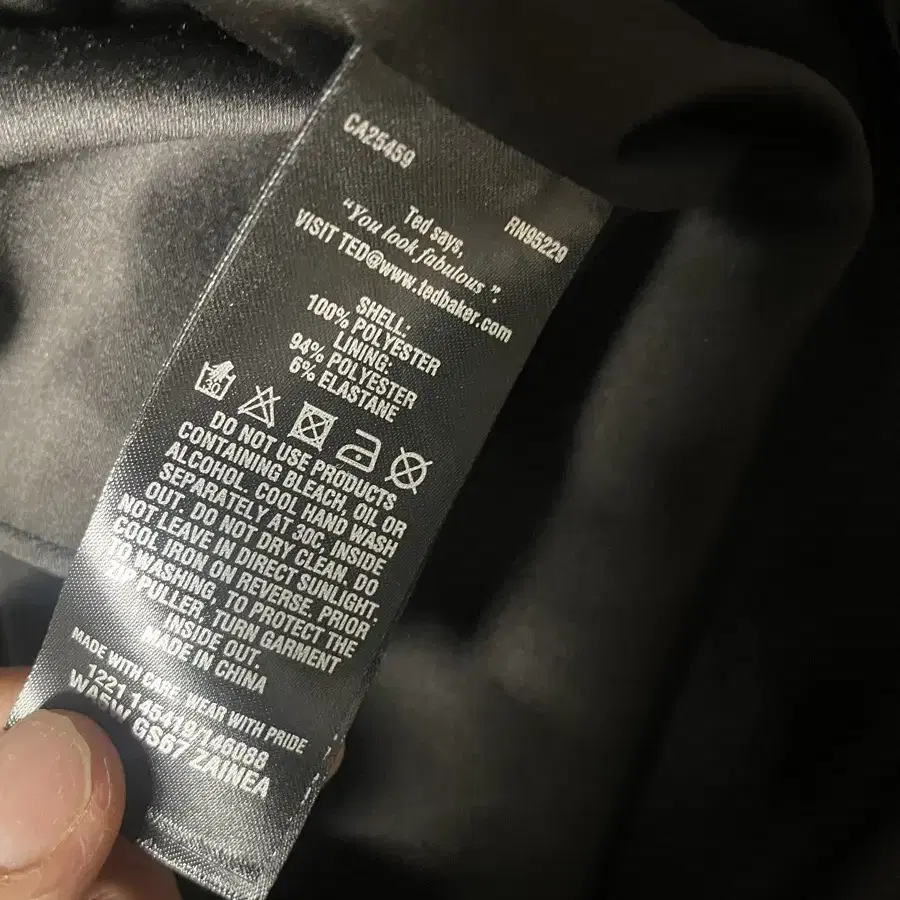 CA25459
RN95229
Ted says,
"You look fabulous".
VISIT TED@www.tedbaker.com
SHELL:
100% POLYESTER
LINING:
94% POLYESTER
6% ELASTANE
30
DO NOT USE PRODUCTS
CONTAINING BLEACH, OIL OR
ALCOHOL. COOL HAND WASH
SEPARATELY AT 30C, INSIDE
OUT. DO NOT DRY CLEAN. DO
NOT LEAVE IN DIRECT SUNLIGHT.
COOL IRON ON REVERSE. PRIOR
TO WASHING, TO PROTECT THE
PULLER, TURN GARMENT
INSIDE OUT.
MADE IN CHINA
MADE WITH CARE, WEAR WITH PRIDE
1221 145419/146088
WA5W GS67 ZAINEA